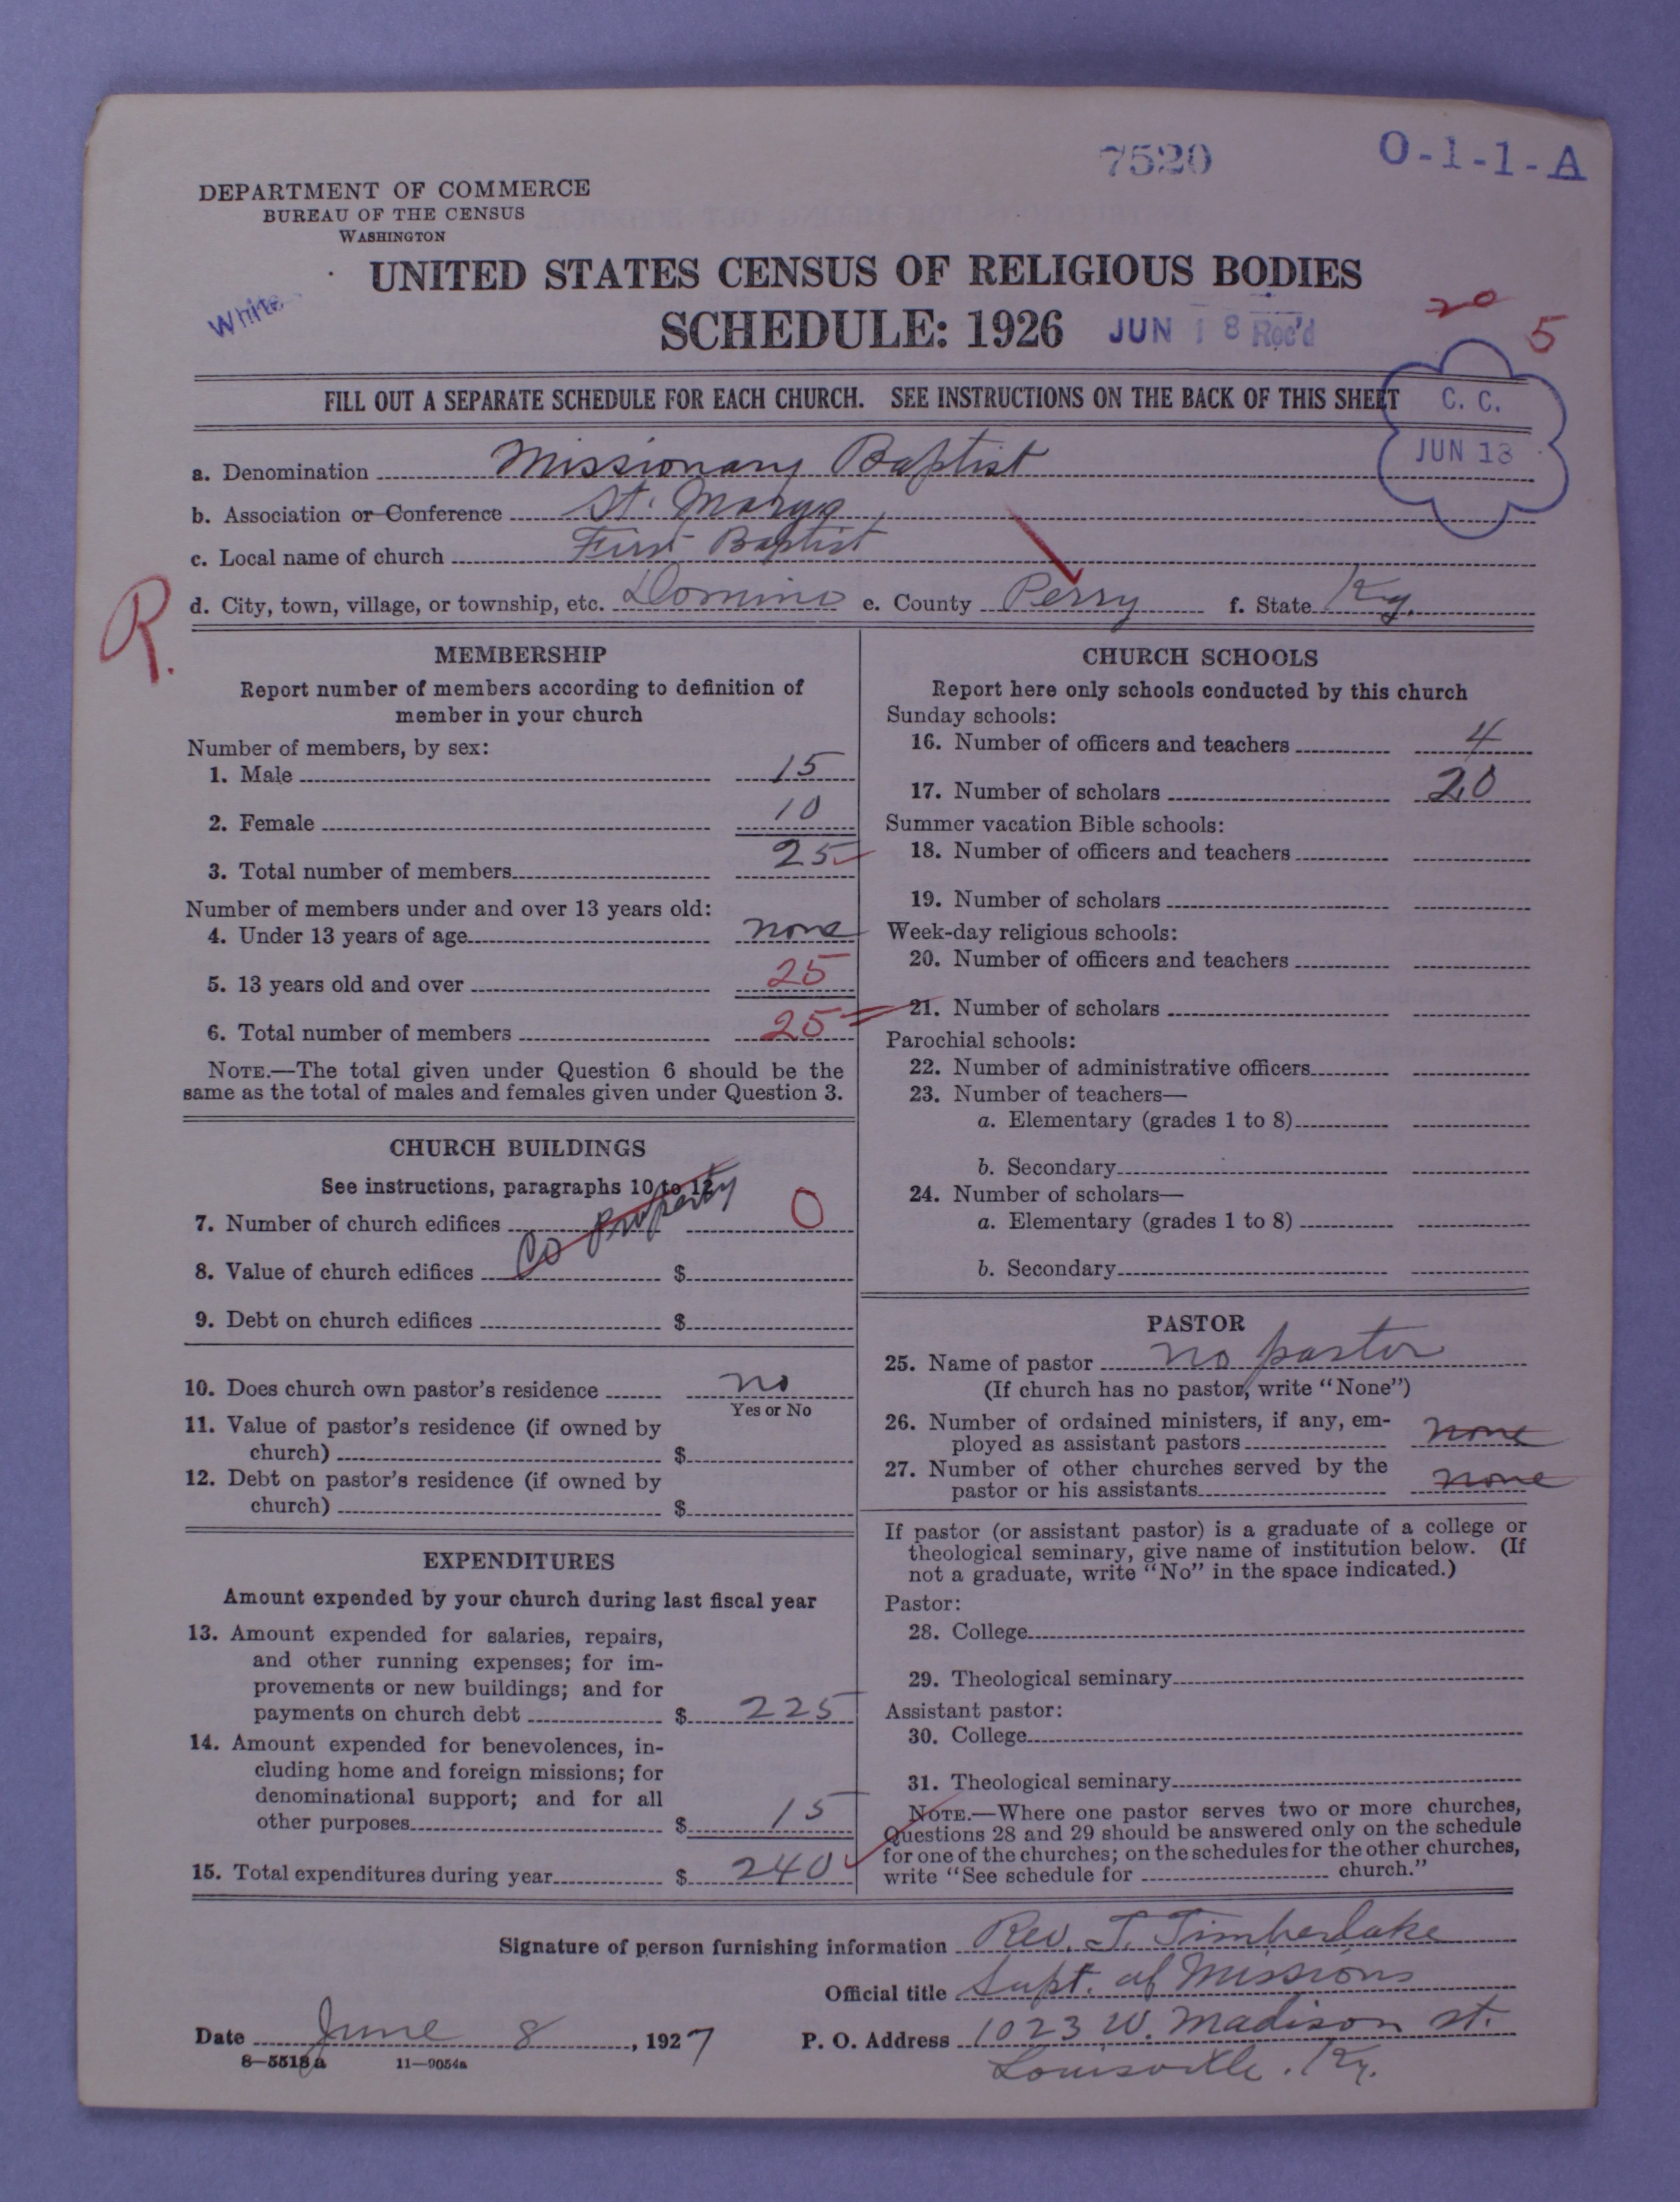 7520
O-1-1-A
DEPARTMENT OF COMMERCE
BUREAU OF THE CENSUS
WASHINGTON
UNITED STATES CENSUS OF RELIGIOUS BODIES
White
SCHEDULE: 1926
JUN 18 Rec'd
20
5
FILL OUT A SEPARATE SCHEDULE FOR EACH CHURCH. SEE INSTRUCTIONS ON THE BACK OF THIS SHEET
C. C.
JUN 13
a. Denomination Missionary Baptist
b. Association or Conference St. Marys
c. Local name of church First Baptist
d. City, town, village, or township, etc. Domino e. County Perry f. State Ky.
R.
MEMBERSHIP
Report number of members according to definition of
member in your church
Number of members, by sex:
1. Male 15
2. Female 10
3. Total number of members 25
Number of members under and over 13 years old:
4. Under 13 years of age none
5. 13 years old and over 25
6. Total number of members 25
NOTE.—The total given under Question 6 should be the
same as the total of males and females given under Question 3.
CHURCH BUILDINGS
See instructions, paragraphs 10 to 12
7. Number of church edifices 0
Co property
8. Value of church edifices $
9. Debt on church edifices $
10. Does church own pastor's residence no
Yes or No
11. Value of pastor's residence (if owned by
church) $
12. Debt on pastor's residence (if owned by
church) $
EXPENDITURES
Amount expended by your church during last fiscal year
13. Amount expended for salaries, repairs,
and other running expenses; for im-
provements or new buildings; and for
payments on church debt $ 225
14. Amount expended for benevolences, in-
cluding home and foreign missions; for
denominational support; and for all
other purposes $ 15
15. Total expenditures during year $ 240
CHURCH SCHOOLS
Report here only schools conducted by this church
Sunday schools:
16. Number of officers and teachers 4
17. Number of scholars 20
Summer vacation Bible schools:
18. Number of officers and teachers
19. Number of scholars
Week-day religious schools:
20. Number of officers and teachers
21. Number of scholars
Parochial schools:
22. Number of administrative officers
23. Number of teachers—
a. Elementary (grades 1 to 8)
b. Secondary
24. Number of scholars—
a. Elementary (grades 1 to 8)
b. Secondary
PASTOR
25. Name of pastor no pastor
(If church has no pastor, write "None")
26. Number of ordained ministers, if any, em-
ployed as assistant pastors none
27. Number of other churches served by the
pastor or his assistants none
If pastor (or assistant pastor) is a graduate of a college or
theological seminary, give name of institution below. (If
not a graduate, write "No" in the space indicated.)
Pastor:
28. College
29. Theological seminary
Assistant pastor:
30. College
31. Theological seminary
NOTE.—Where one pastor serves two or more churches,
Questions 28 and 29 should be answered only on the schedule
for one of the churches; on the schedules for the other churches,
write "See schedule for church."
Signature of person furnishing information Rev. J. Timberlake
Official title Supt. of Missions
Date June 8, 1927 P. O. Address 1023 W. Madison st.
Louisville. Ky.
8—5518a 11—9054a